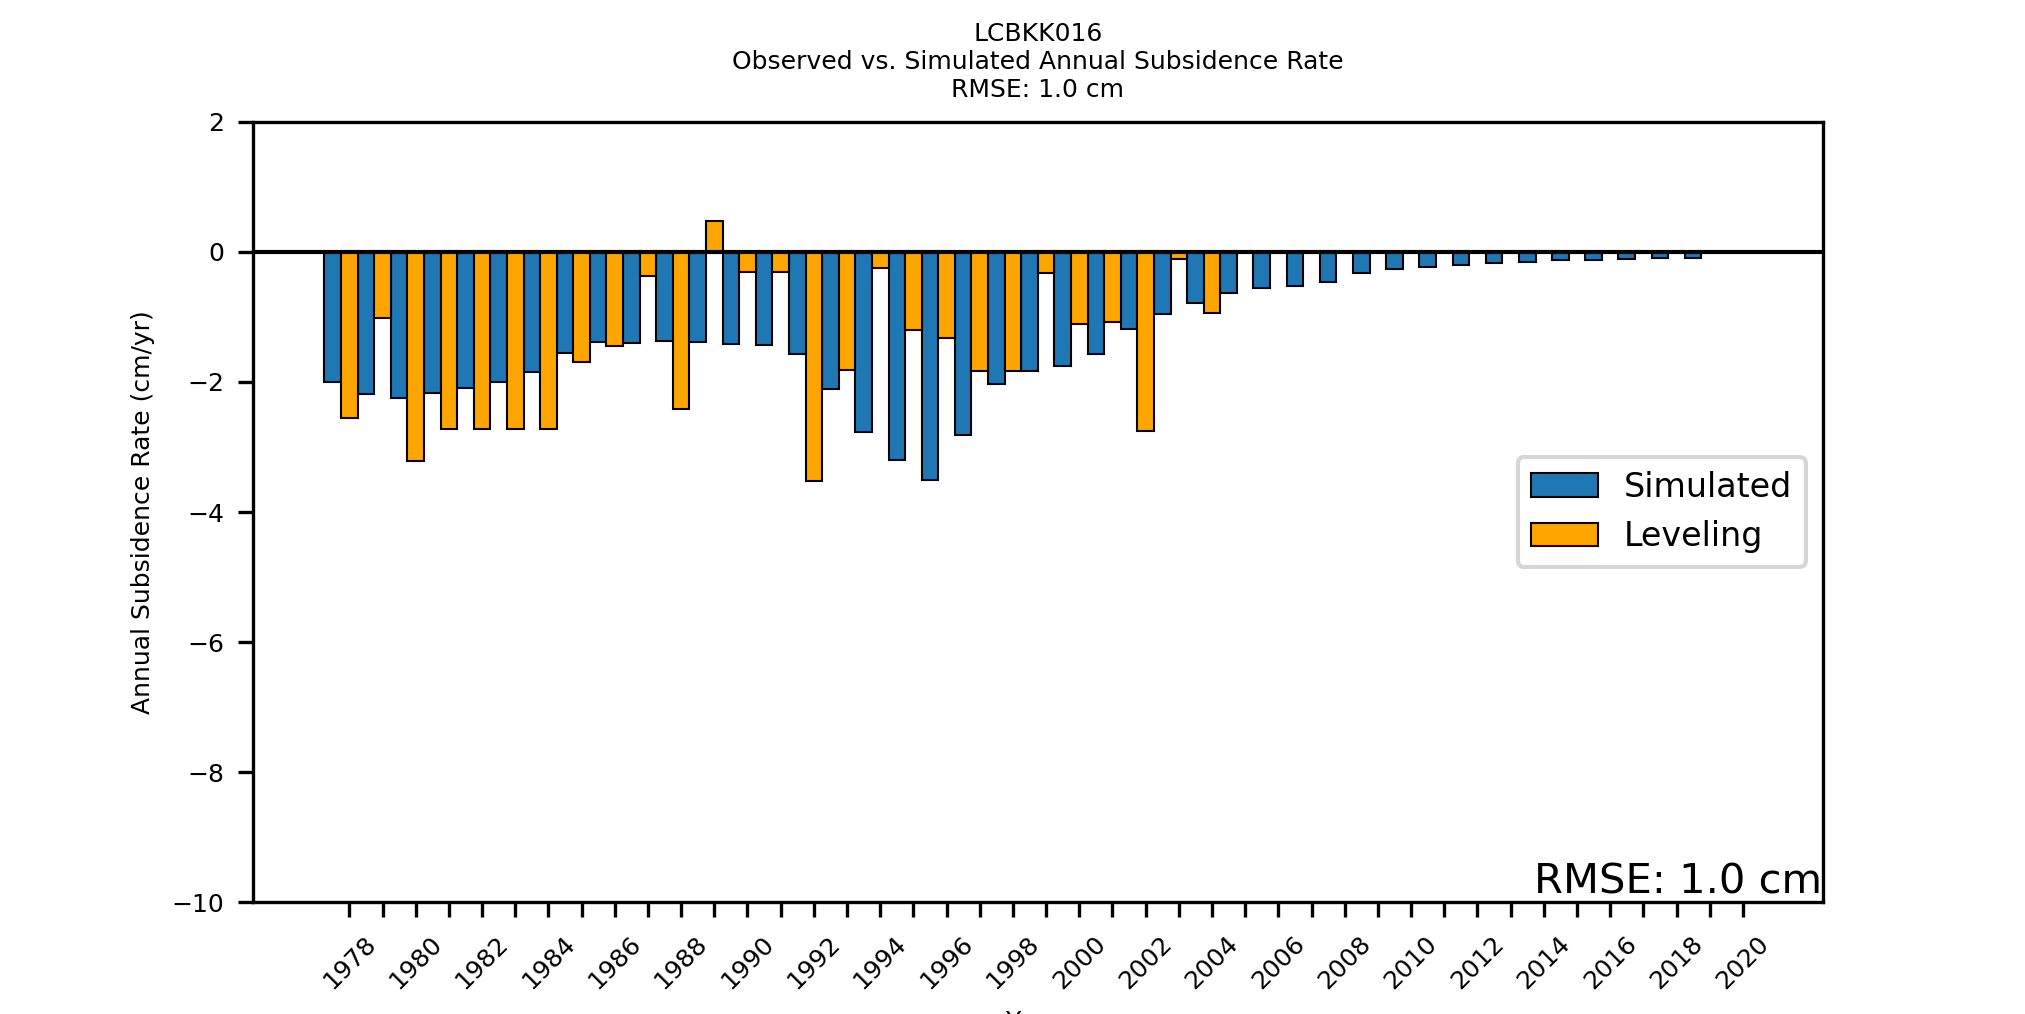 LCBKK016
Observed vs. Simulated Annual Subsidence Rate
RMSE: 1.0 cm
Annual Subsidence Rate (cm/yr)
2
0
−2
−4
−6
−8
−10
Simulated
Leveling
RMSE: 1.0 cm
1978 1980 1982 1984 1986 1988 1990 1992 1994 1996 1998 2000 2002 2004 2006 2008 2010 2012 2014 2016 2018 2020